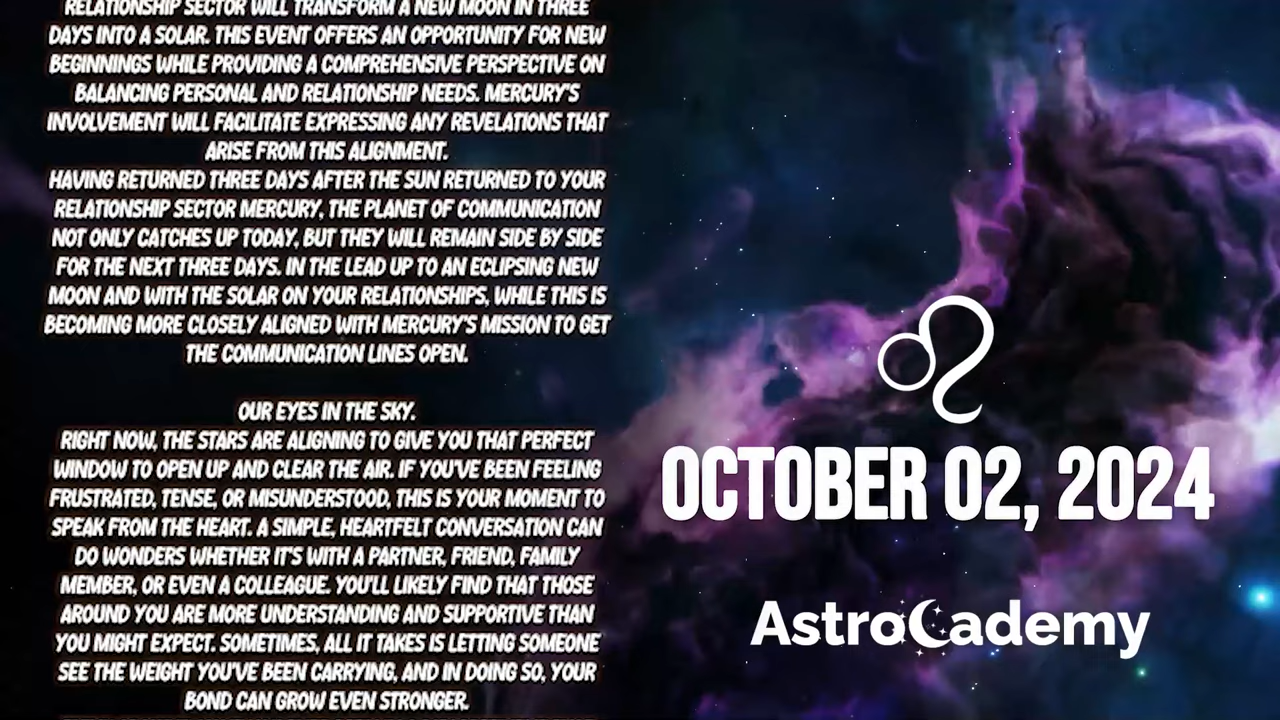 RELATIONSHIP SECTOR WILL TRANSFORM A NEW MOON IN THREE
DAYS INTO A SOLAR. THIS EVENT OFFERS AN OPPORTUNITY FOR NEW
BEGINNINGS WHILE PROVIDING A COMPREHENSIVE PERSPECTIVE ON
BALANCING PERSONAL AND RELATIONSHIP NEEDS. MERCURY'S
INVOLVEMENT WILL FACILITATE EXPRESSING ANY REVELATIONS THAT
ARISE FROM THIS ALIGNMENT.
HAVING RETURNED THREE DAYS AFTER THE SUN RETURNED TO YOUR
RELATIONSHIP SECTOR MERCURY, THE PLANET OF COMMUNICATION
NOT ONLY CATCHES UP TODAY, BUT THEY WILL REMAIN SIDE BY SIDE
FOR THE NEXT THREE DAYS. IN THE LEAD UP TO AN ECLIPSING NEW
MOON AND WITH THE SOLAR ON YOUR RELATIONSHIPS, WHILE THIS IS
BECOMING MORE CLOSELY ALIGNED WITH MERCURY'S MISSION TO GET
THE COMMUNICATION LINES OPEN.
OUR EYES IN THE SKY.
RIGHT NOW, THE STARS ARE ALIGNING TO GIVE YOU THAT PERFECT
WINDOW TO OPEN UP AND CLEAR THE AIR. IF YOU'VE BEEN FEELING
FRUSTRATED, TENSE, OR MISUNDERSTOOD, THIS IS YOUR MOMENT TO
SPEAK FROM THE HEART. A SIMPLE, HEARTFELT CONVERSATION CAN
DO WONDERS WHETHER IT'S WITH A PARTNER, FRIEND, FAMILY
MEMBER, OR EVEN A COLLEAGUE. YOU'LL LIKELY FIND THAT THOSE
AROUND YOU ARE MORE UNDERSTANDING AND SUPPORTIVE THAN
YOU MIGHT EXPECT. SOMETIMES, ALL IT TAKES IS LETTING SOMEONE
SEE THE WEIGHT YOU'VE BEEN CARRYING, AND IN DOING SO, YOUR
BOND CAN GROW EVEN STRONGER.
♌
OCTOBER 02, 2024
AstroCademy